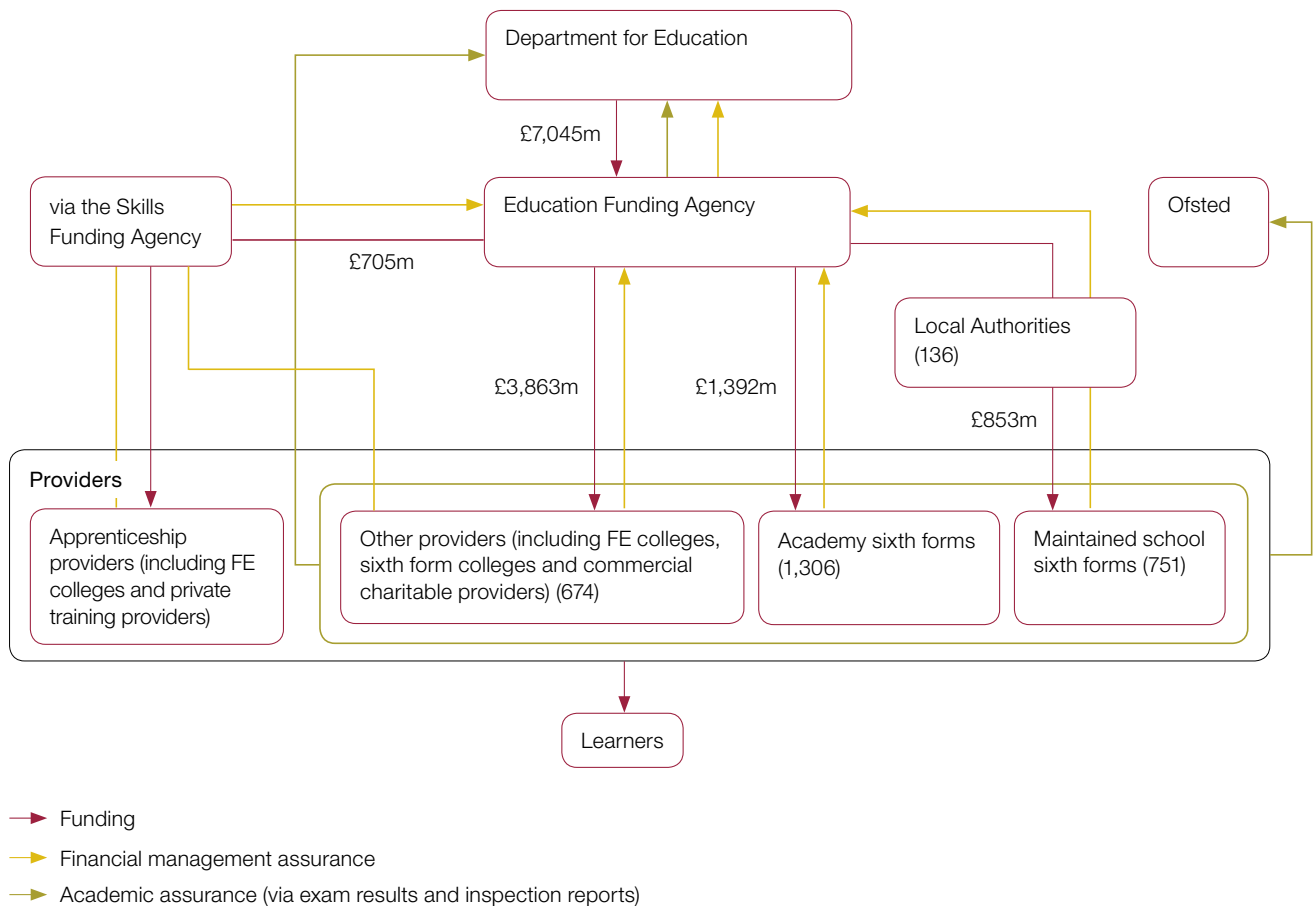 Department for Education
£7,045m
via the Skills
Funding Agency
Education Funding Agency
Ofsted
£705m
Local Authorities
(136)
£3,863m
£1,392m
£853m
Providers
Apprenticeship
providers (including FE
colleges and private
training providers)
Other providers (including FE colleges,
sixth form colleges and commercial
charitable providers) (674)
Academy sixth forms
(1,306)
Maintained school
sixth forms (751)
Learners
Funding
Financial management assurance
Academic assurance (via exam results and inspection reports)